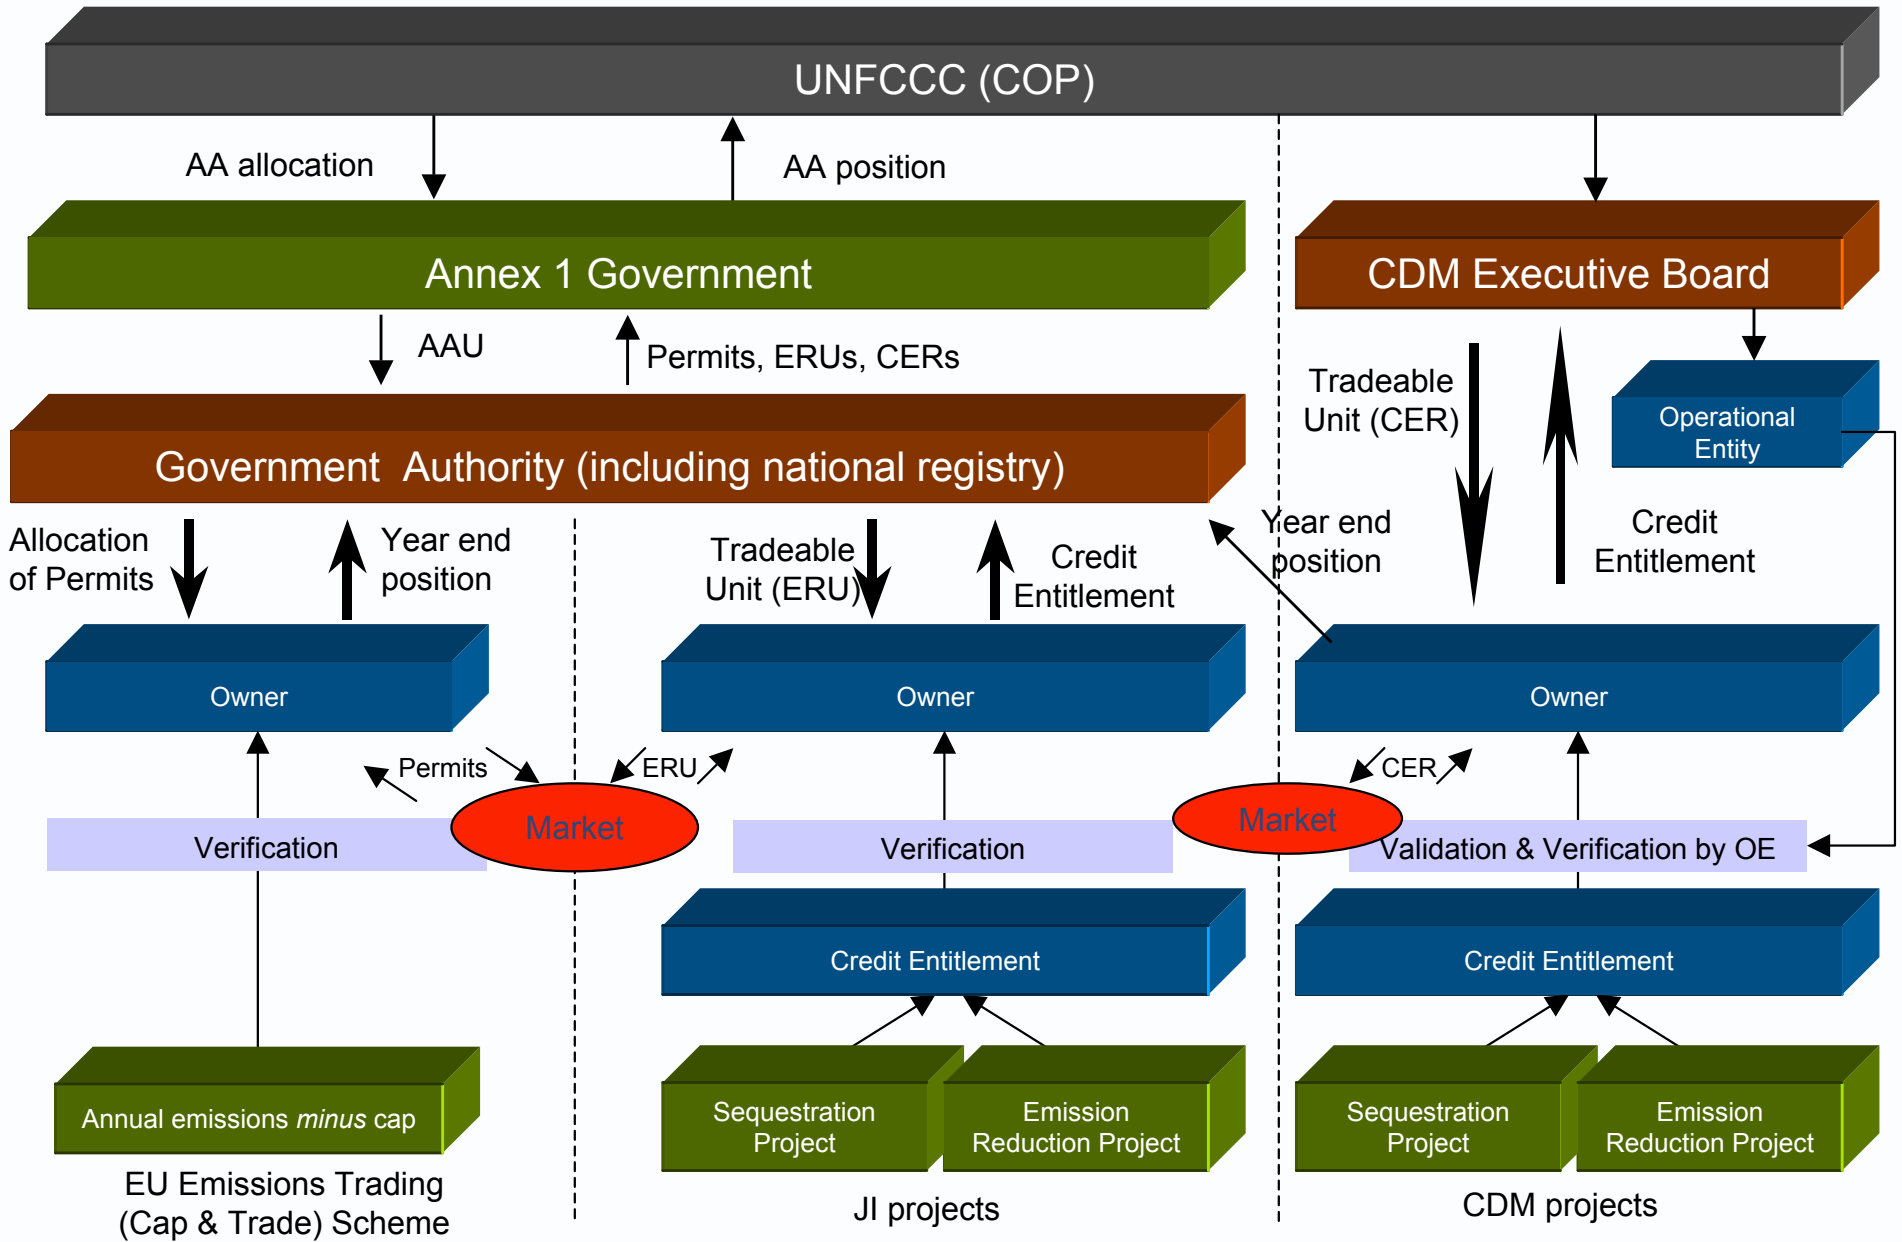 UNFCCC (COP)
AA allocation
AA position
Annex 1 Government
CDM Executive Board
AAU
Permits, ERUs, CERs
Tradeable
Unit (CER)
Operational
Entity
Government Authority (including national registry)
Allocation
of Permits
Year end
position
Tradeable
Unit (ERU)
Credit
Entitlement
Year end
position
Credit
Entitlement
Owner
Owner
Owner
Permits
ERU
CER
Market
Market
Verification
Verification
Validation & Verification by OE
Credit Entitlement
Credit Entitlement
Annual emissions minus cap
Sequestration
Project
Emission
Reduction Project
Sequestration
Project
Emission
Reduction Project
EU Emissions Trading
(Cap & Trade) Scheme
JI projects
CDM projects